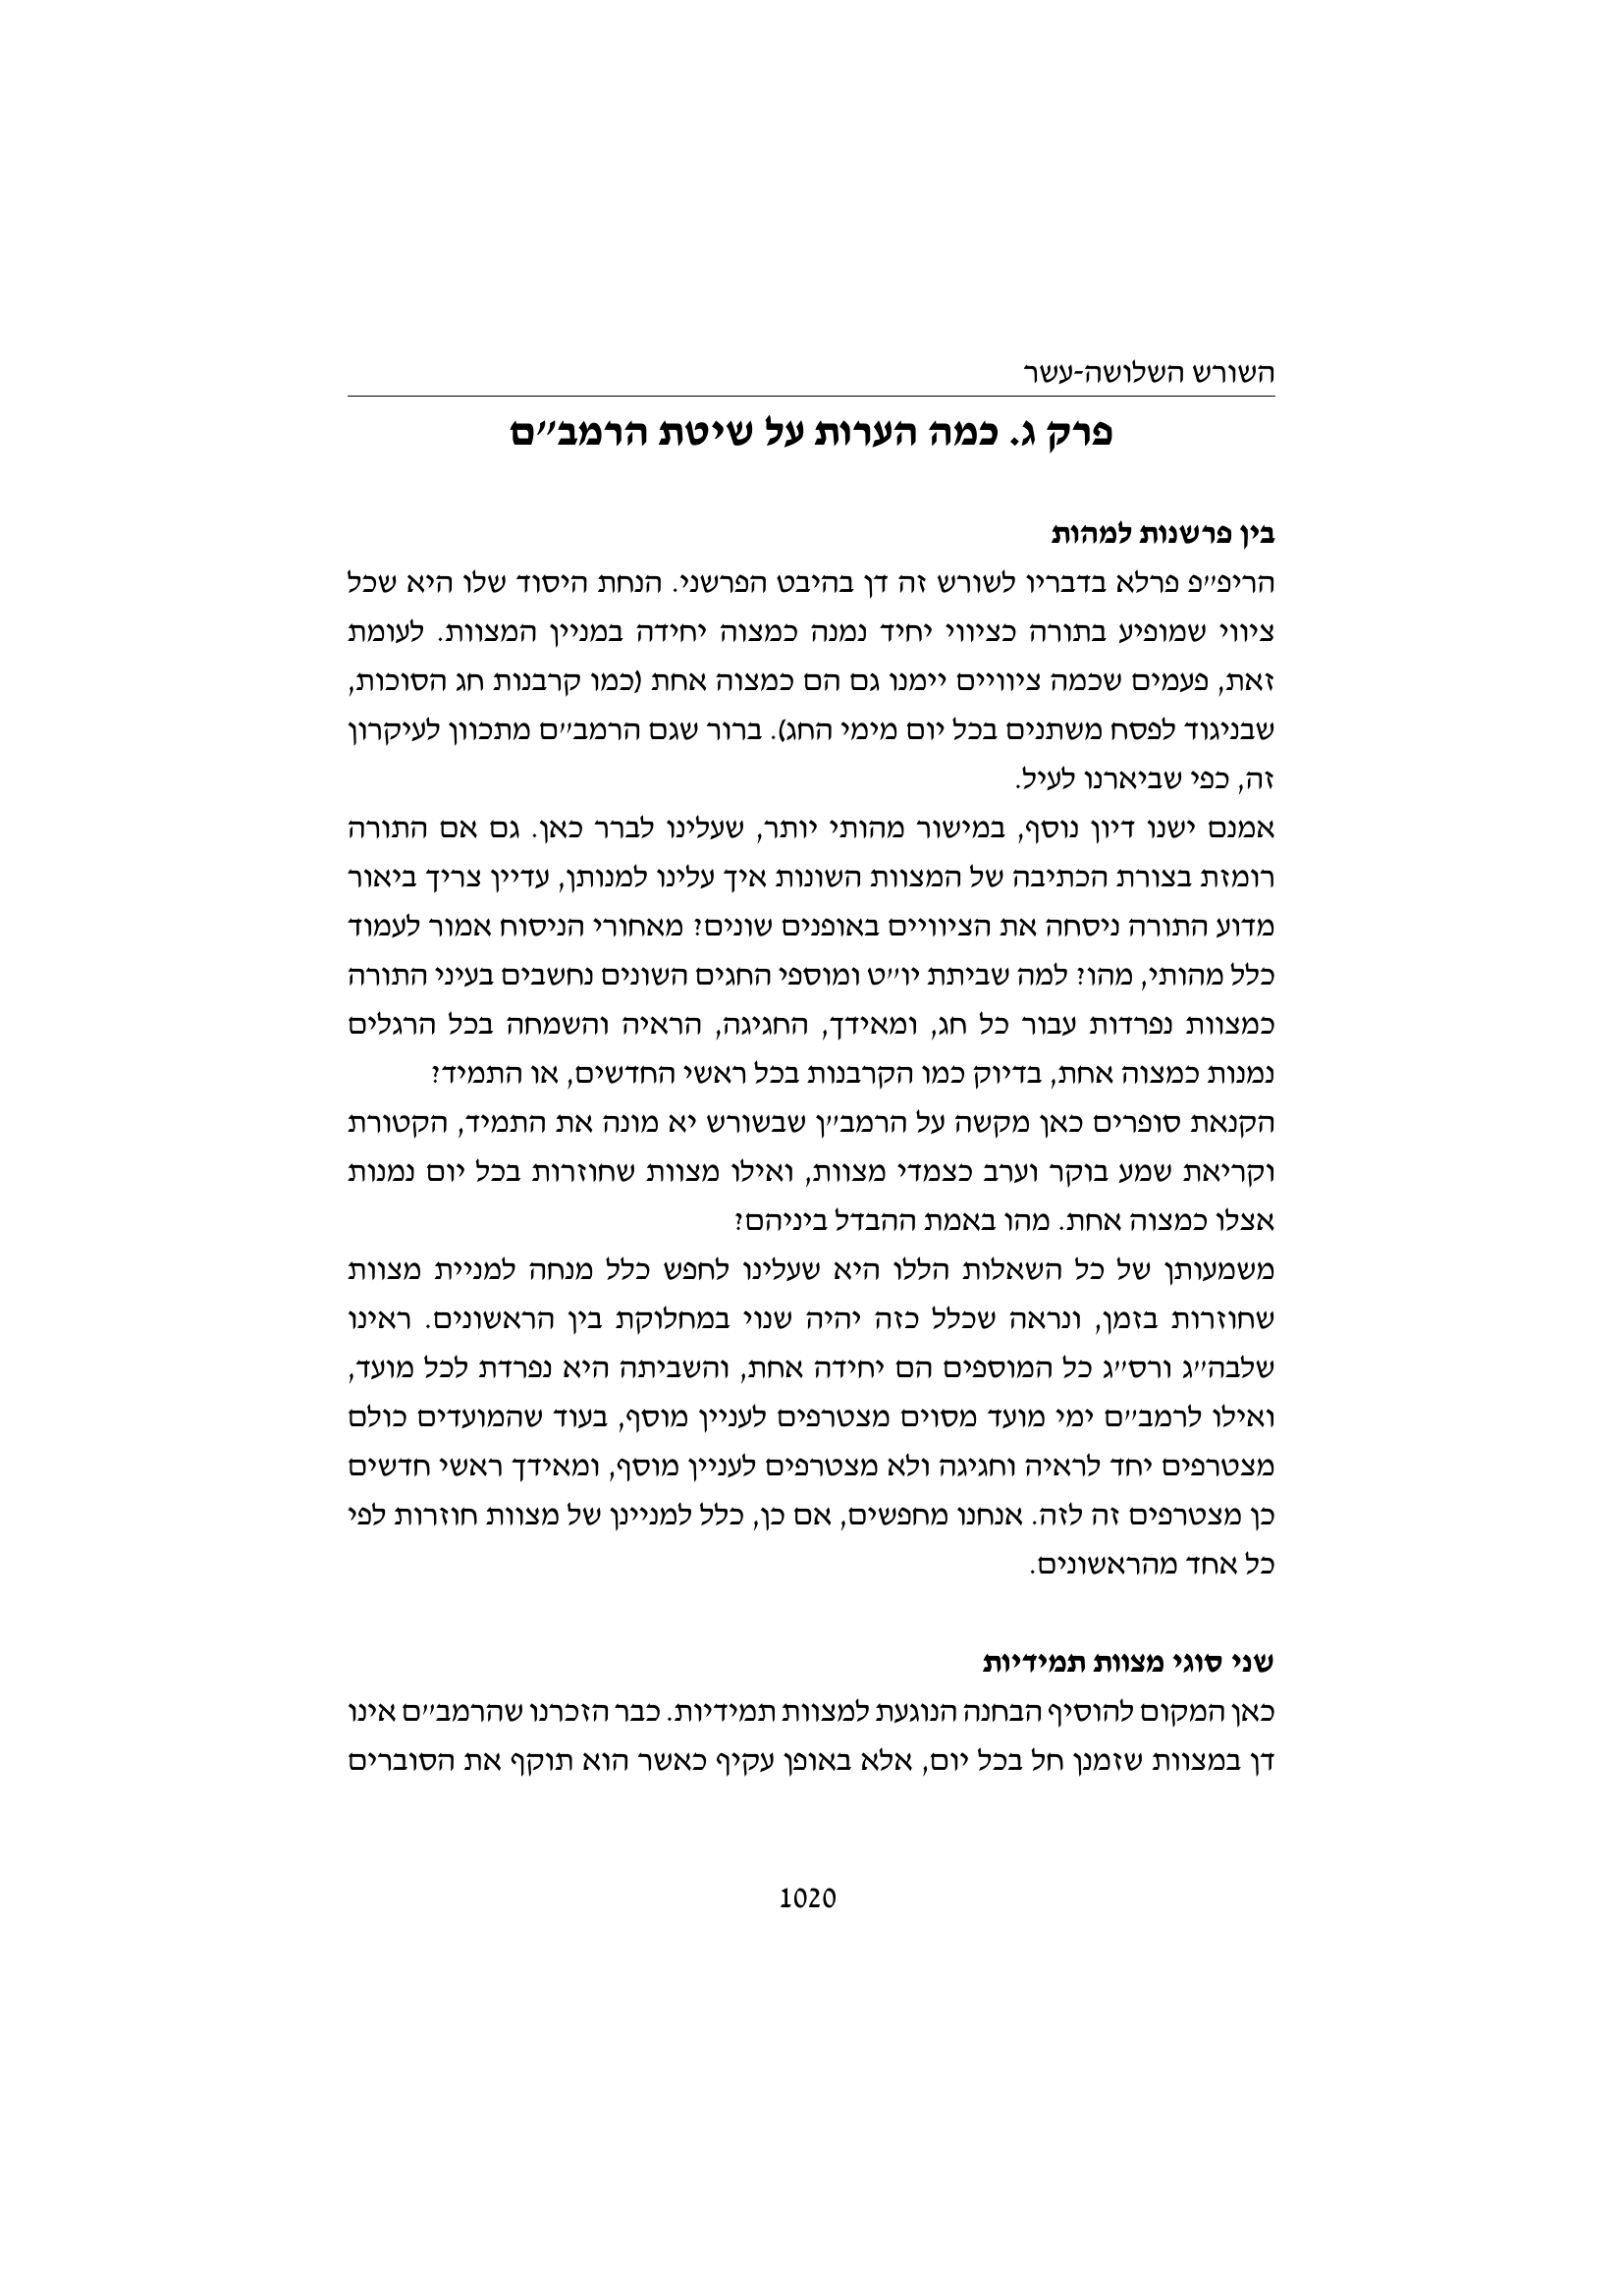 השורש השלושה-עשר
פרק ג. כמה הערות על שיטת הרמב״ם
בין פרשנות למהות
הריפ״פ פרלא בדבריו לשורש זה דן בהיבט הפרשני. הנחת היסוד שלו היא שכל
ציווי שמופיע בתורה כציווי יחיד נמנה כמצוה יחידה במניין המצוות. לעומת
זאת, פעמים שכמה ציוויים יימנו גם הם כמצוה אחת (כמו קרבנות חג הסוכות,
שבניגוד לפסח משתנים בכל יום מימי החג). ברור שגם הרמב״ם מתכוון לעיקרון
זה, כפי שביארנו לעיל.
אמנם ישנו דיון נוסף, במישור מהותי יותר, שעלינו לברר כאן. גם אם התורה
רומזת בצורת הכתיבה של המצוות השונות איך עלינו למנותן, עדיין צריך ביאור
מדוע התורה ניסחה את הציוויים באופנים שונים? מאחורי הניסוח אמור לעמוד
כלל מהותי, מהו? למה שביתת יו״ט ומוספי החגים השונים נחשבים בעיני התורה
כמצוות נפרדות עבור כל חג, ומאידך, החגיגה, הראיה והשמחה בכל הרגלים
נמנות כמצוה אחת, בדיוק כמו הקרבנות בכל ראשי החדשים, או התמיד?
הקנאת סופרים כאן מקשה על הרמב״ן שבשורש יא מונה את התמיד, הקטורת
וקריאת שמע בוקר וערב כצמדי מצוות, ואילו מצוות שחוזרות בכל יום נמנות
אצלו כמצוה אחת. מהו באמת ההבדל ביניהם?
משמעותן של כל השאלות הללו היא שעלינו לחפש כלל מנחה למניית מצוות
שחוזרות בזמן, ונראה שכלל כזה יהיה שנוי במחלוקת בין הראשונים. ראינו
שלבה״ג ורס״ג כל המוספים הם יחידה אחת, והשביתה היא נפרדת לכל מועד,
ואילו לרמב״ם ימי מועד מסוים מצטרפים לעניין מוסף, בעוד שהמועדים כולם
מצטרפים יחד לראיה וחגיגה ולא מצטרפים לעניין מוסף, ומאידך ראשי חדשים
כן מצטרפים זה לזה. אנחנו מחפשים, אם כן, כלל למניינן של מצוות חוזרות לפי
כל אחד מהראשונים.
שני סוגי מצוות תמידיות
כאן המקום להוסיף הבחנה הנוגעת למצוות תמידיות. כבר הזכרנו שהרמב״ם אינו
דן במצוות שזמנן חל בכל יום, אלא באופן עקיף כאשר הוא תוקף את הסוברים
1020